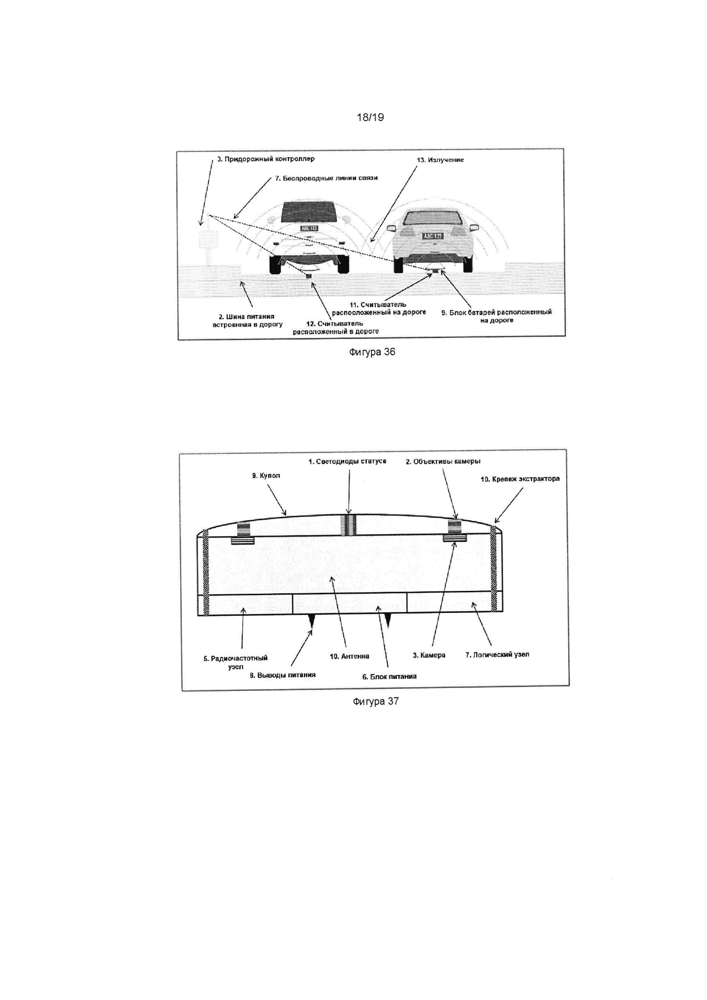 18/19
3. Придорожный контроллер
13. Излучение
7. Беспроводные линии связи
ABC 123
ABC 123
11. Считыватель
распололоженный на дороге
9. Блок батарей расположенный
на дороге
2. Шина питания
встроенная в дорогу
12. Считыватель
расположенный в дороге
Фигура 36
1. Светодиоды статуса
2. Объективы камеры
9. Купол
10. Крепеж экстрактора
5. Радиочастотный
узел
10. Антенна
3. Камера
7. Логический узел
8. Выводы питания
6. Блок питания
Фигура 37